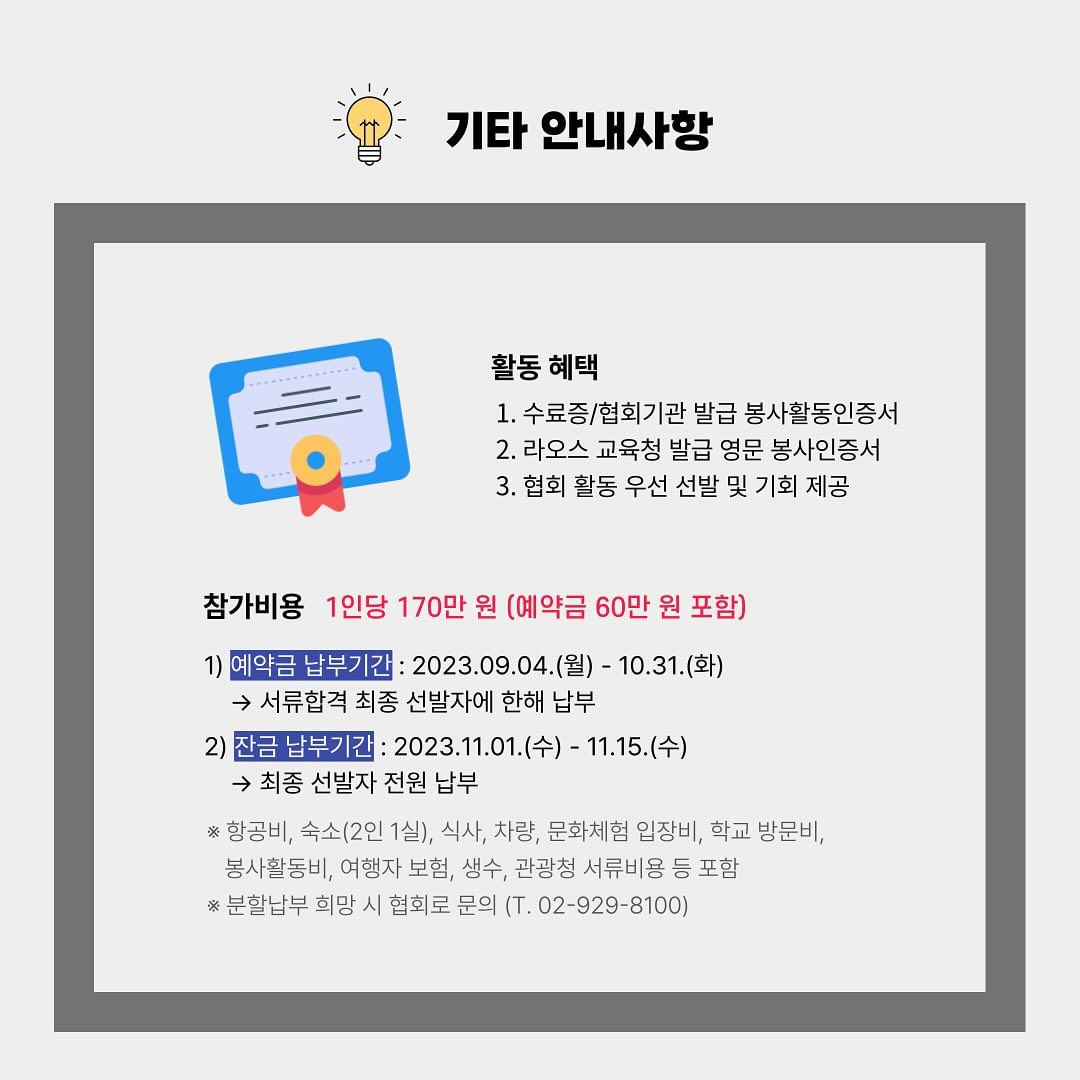 기타 안내사항
활동 혜택
1. 수료증/협회기관 발급 봉사활동인증서
2. 라오스 교육청 발급 영문 봉사인증서
3. 협회 활동 우선 선발 및 기회 제공
참가비용 1인당 170만 원 (예약금 60만 원 포함)
1) 예약금 납부기간 : 2023.09.04.(월) - 10.31.(화)
→ 서류합격 최종 선발자에 한해 납부
2) 잔금 납부기간 : 2023.11.01.(수) - 11.15.(수)
→ 최종 선발자 전원 납부
※ 항공비, 숙소(2인 1실), 식사, 차량, 문화체험 입장비, 학교 방문비,
봉사활동비, 여행자 보험, 생수, 관광청 서류비용 등 포함
※ 분할납부 희망 시 협회로 문의 (T. 02-929-8100)